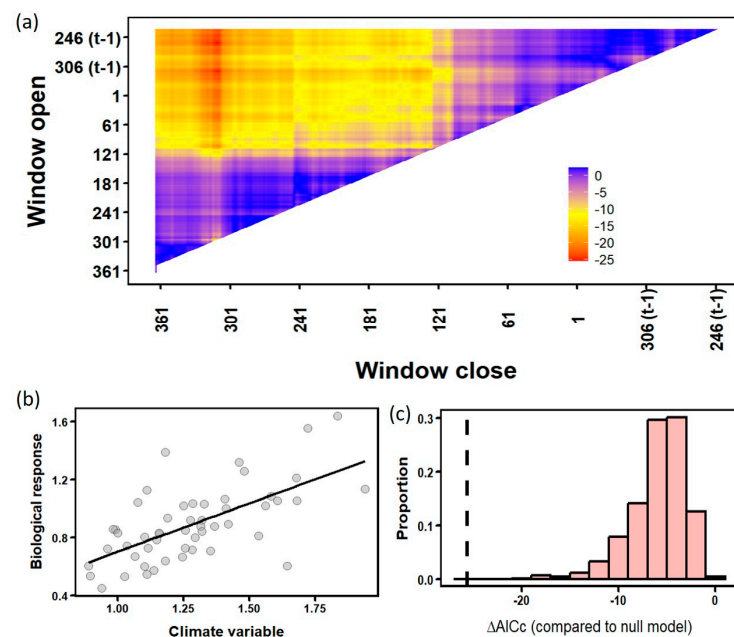 (a)
Window open
246 (t-1)
306 (t-1)
1
61
121
181
241
301
361
0
-5
-10
-15
-20
-25
361
301
241
181
121
61
1
306 (t-1)
246 (t-1)
Window close
(b)
Biological response
1.6
1.2
0.8
0.4
1.00
1.25
1.50
1.75
Climate variable
(c)
Proportion
0.3
0.2
0.1
0.0
-20
-10
0
ΔAICc (compared to null model)